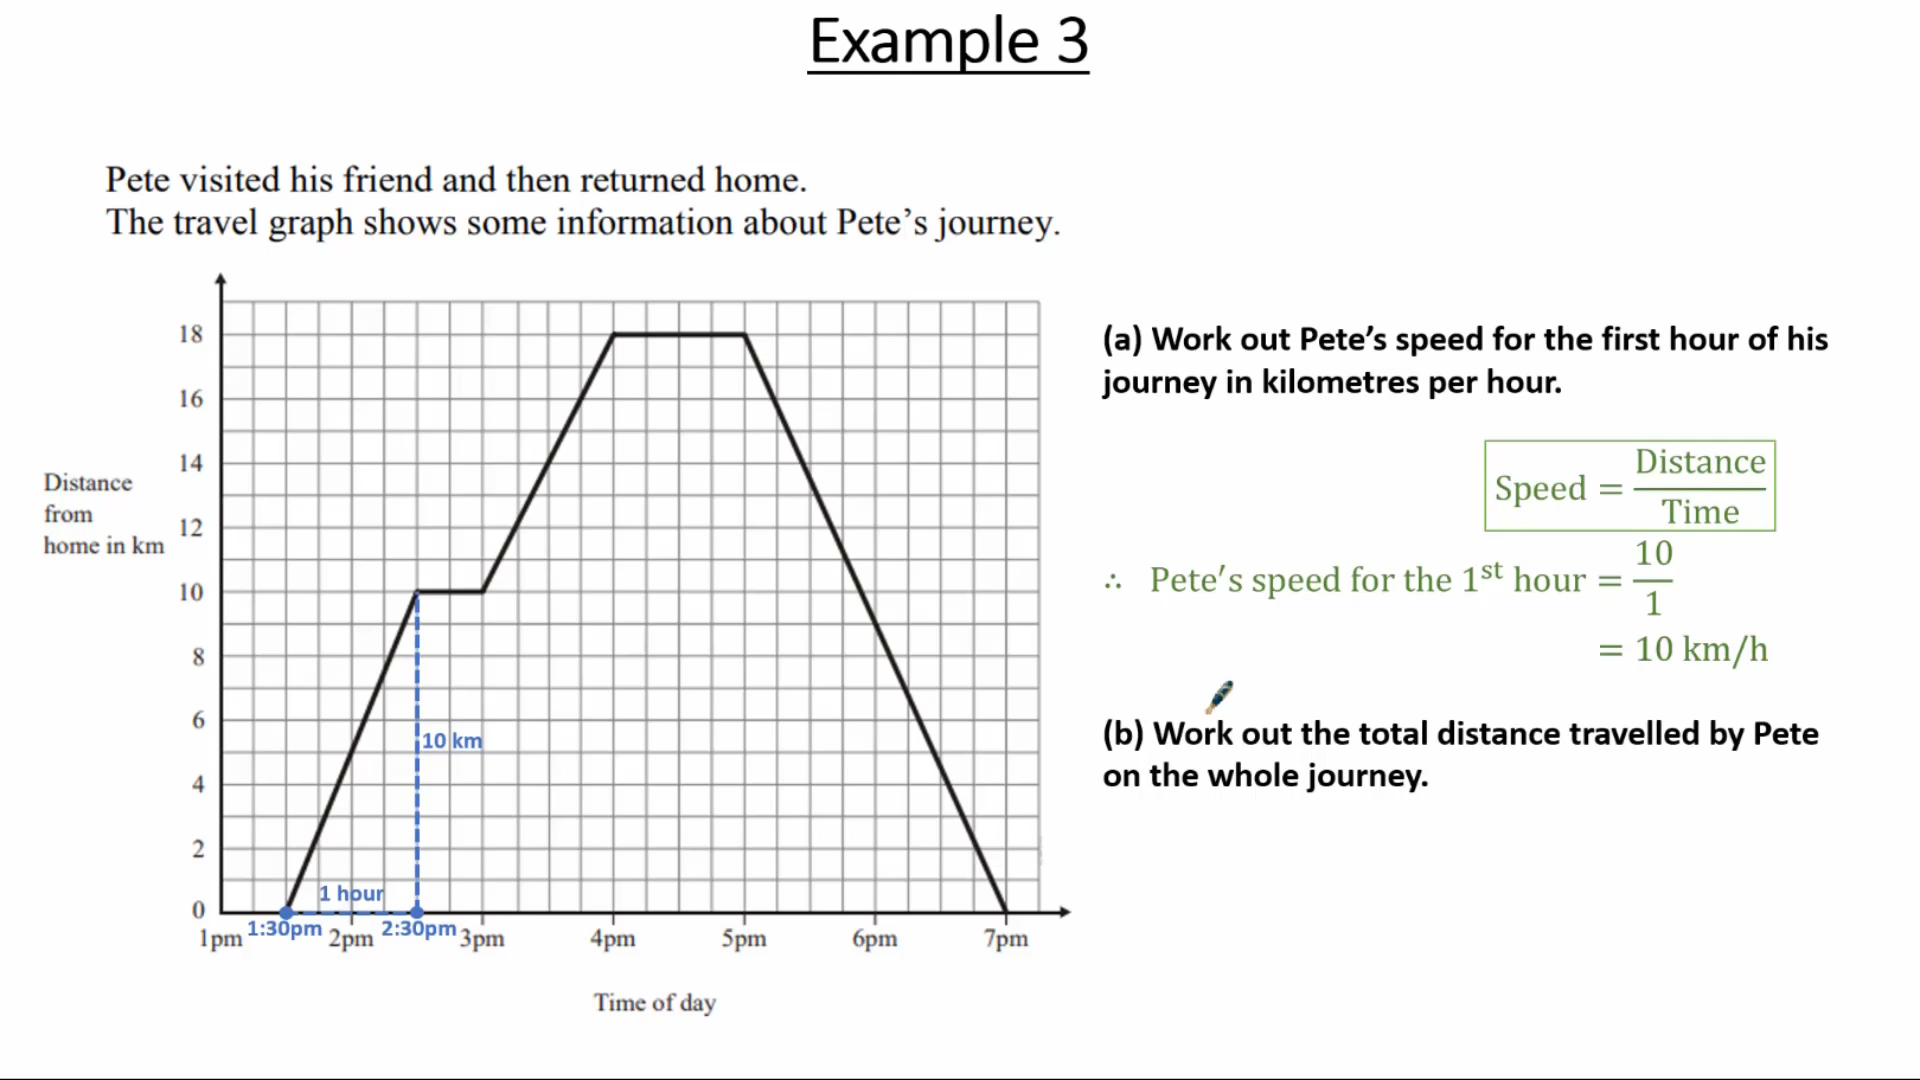 Example 3
Pete visited his friend and then returned home.
The travel graph shows some information about Pete’s journey.
18
16
14
12
10
8
6
4
2
0
Distance
from
home in km
10 km
1 hour
1pm 1:30pm 2pm 2:30pm 3pm 4pm 5pm 6pm 7pm
Time of day
(a) Work out Pete’s speed for the first hour of his
journey in kilometres per hour.
Speed = Distance / Time
∴ Pete′s speed for the 1st hour = 10 / 1
= 10 km/h
(b) Work out the total distance travelled by Pete
on the whole journey.